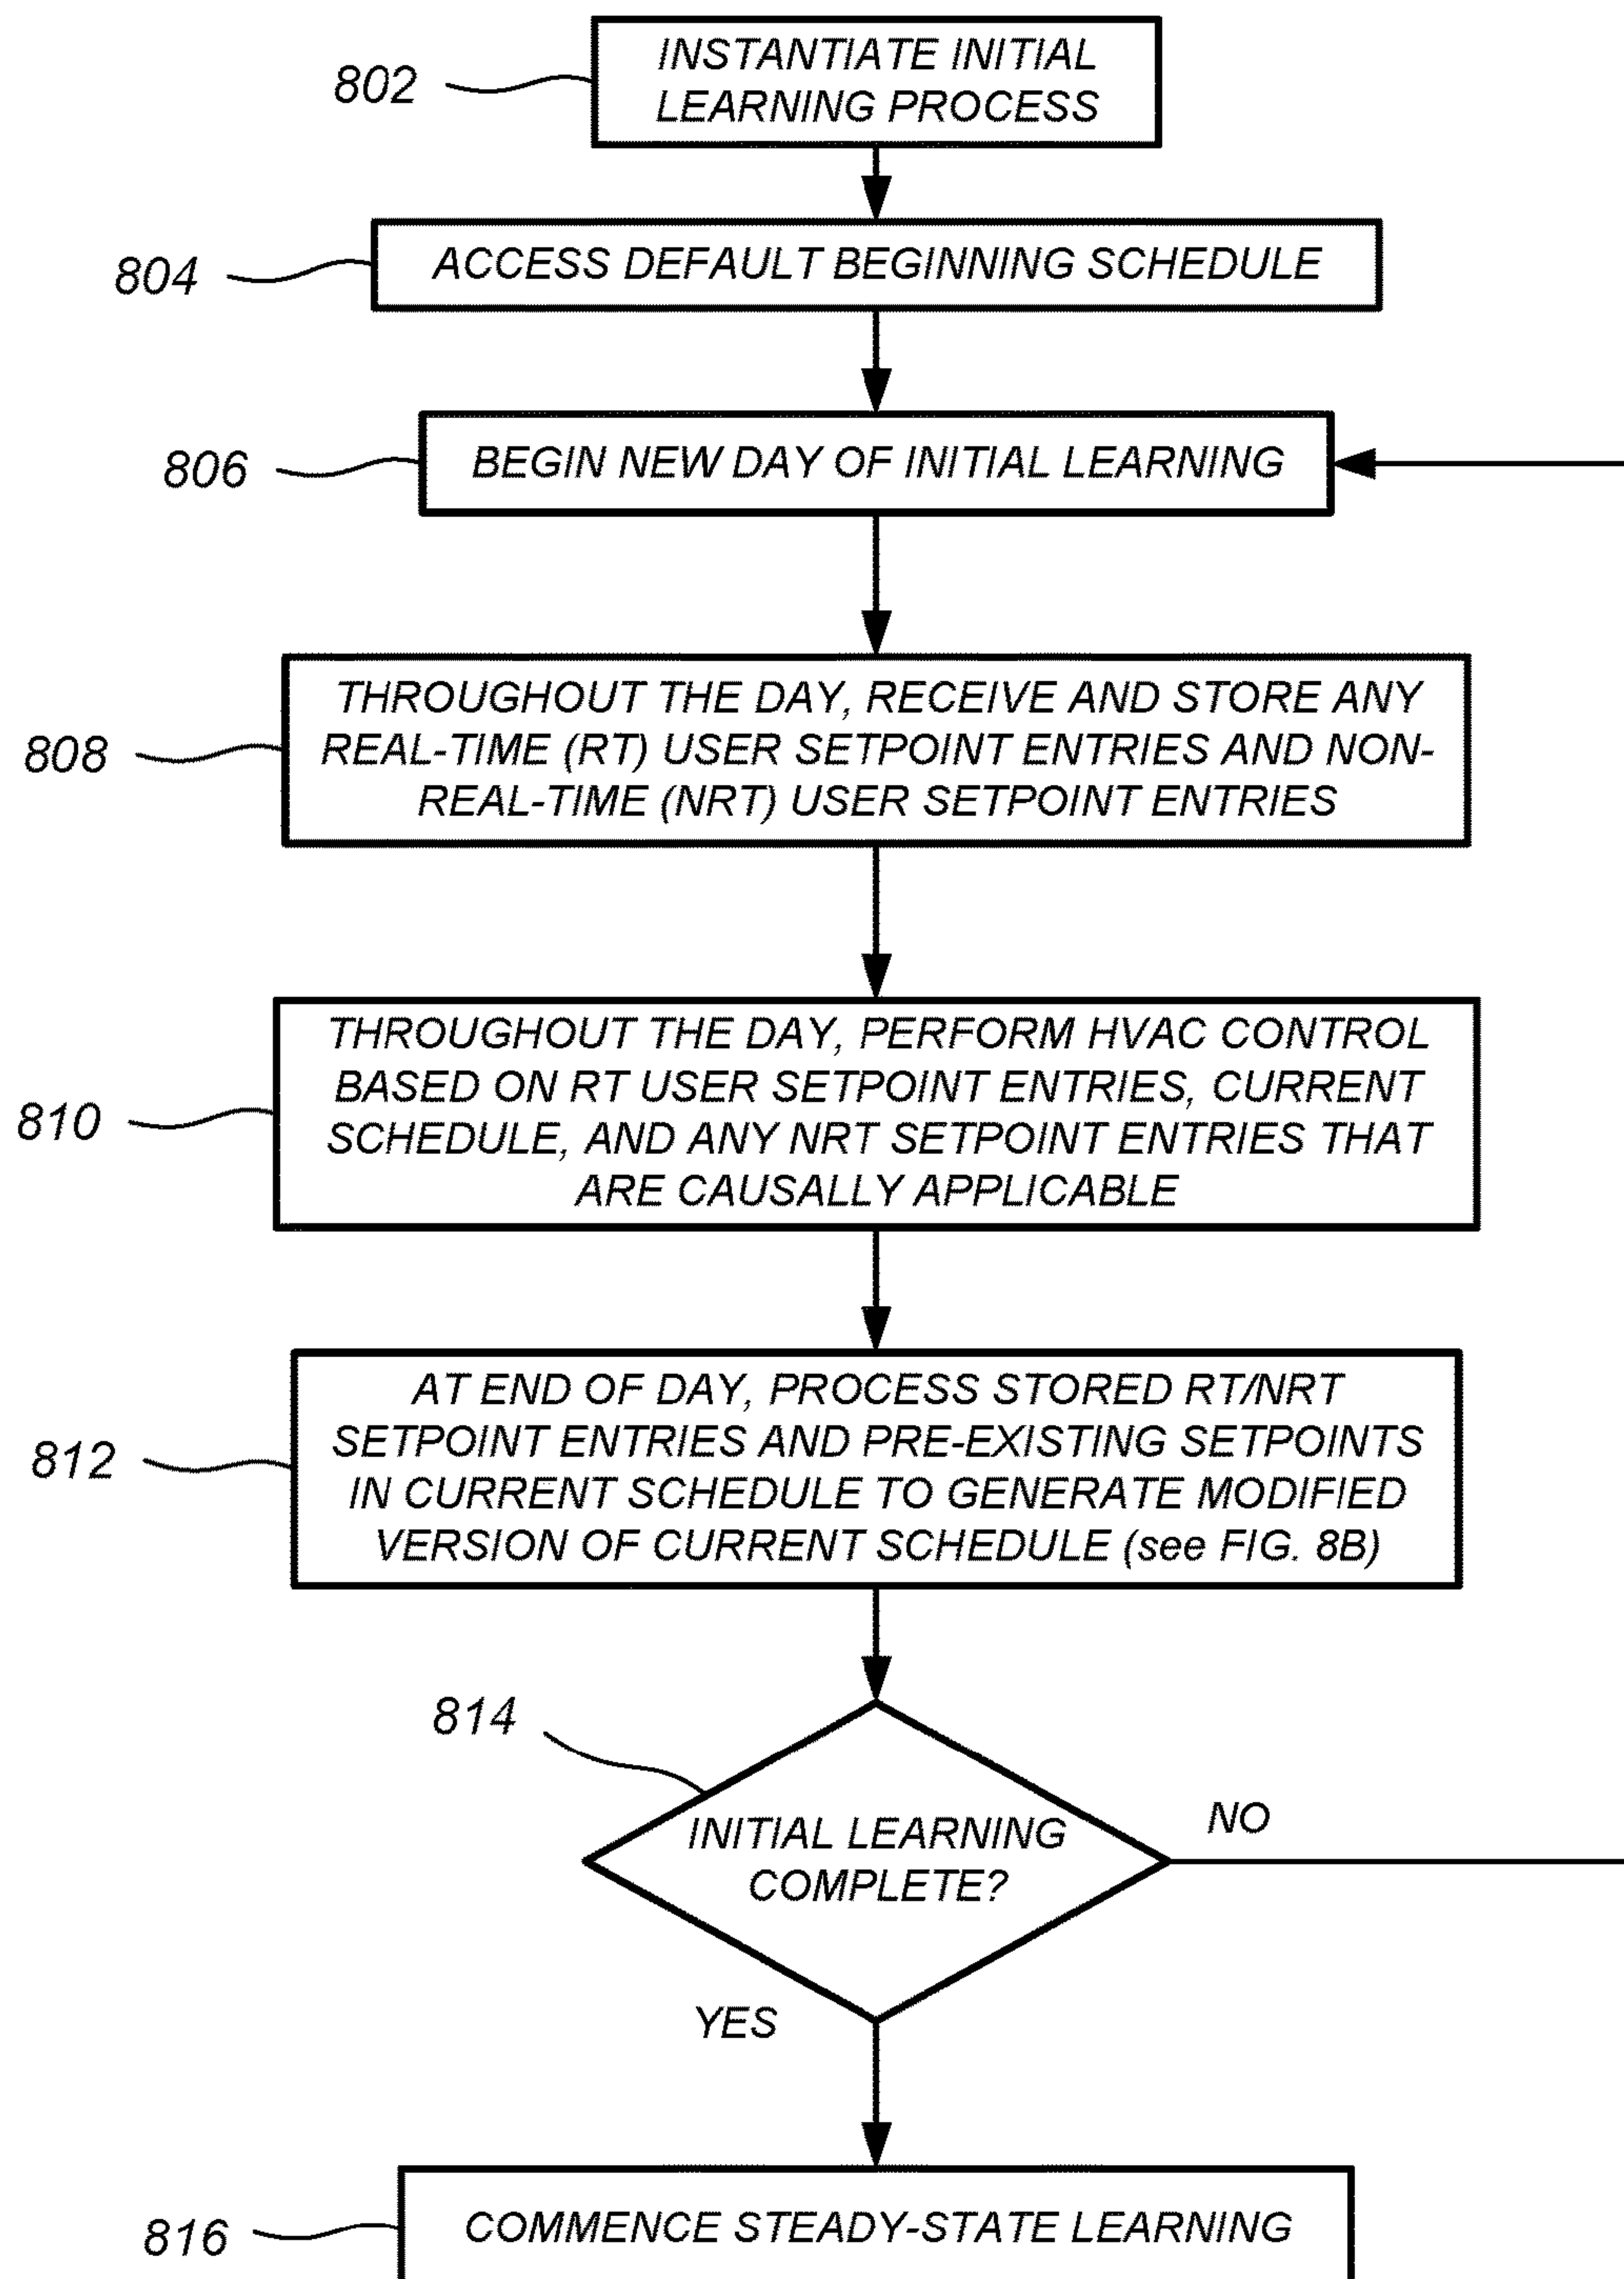 802
INSTANTIATE INITIAL
LEARNING PROCESS
804
ACCESS DEFAULT BEGINNING SCHEDULE
806
BEGIN NEW DAY OF INITIAL LEARNING
808
THROUGHOUT THE DAY, RECEIVE AND STORE ANY
REAL-TIME (RT) USER SETPOINT ENTRIES AND NON-
REAL-TIME (NRT) USER SETPOINT ENTRIES
810
THROUGHOUT THE DAY, PERFORM HVAC CONTROL
BASED ON RT USER SETPOINT ENTRIES, CURRENT
SCHEDULE, AND ANY NRT SETPOINT ENTRIES THAT
ARE CAUSALLY APPLICABLE
812
AT END OF DAY, PROCESS STORED RT/NRT
SETPOINT ENTRIES AND PRE-EXISTING SETPOINTS
IN CURRENT SCHEDULE TO GENERATE MODIFIED
VERSION OF CURRENT SCHEDULE (see FIG. 8B)
814
INITIAL LEARNING
COMPLETE?
NO
YES
816
COMMENCE STEADY-STATE LEARNING